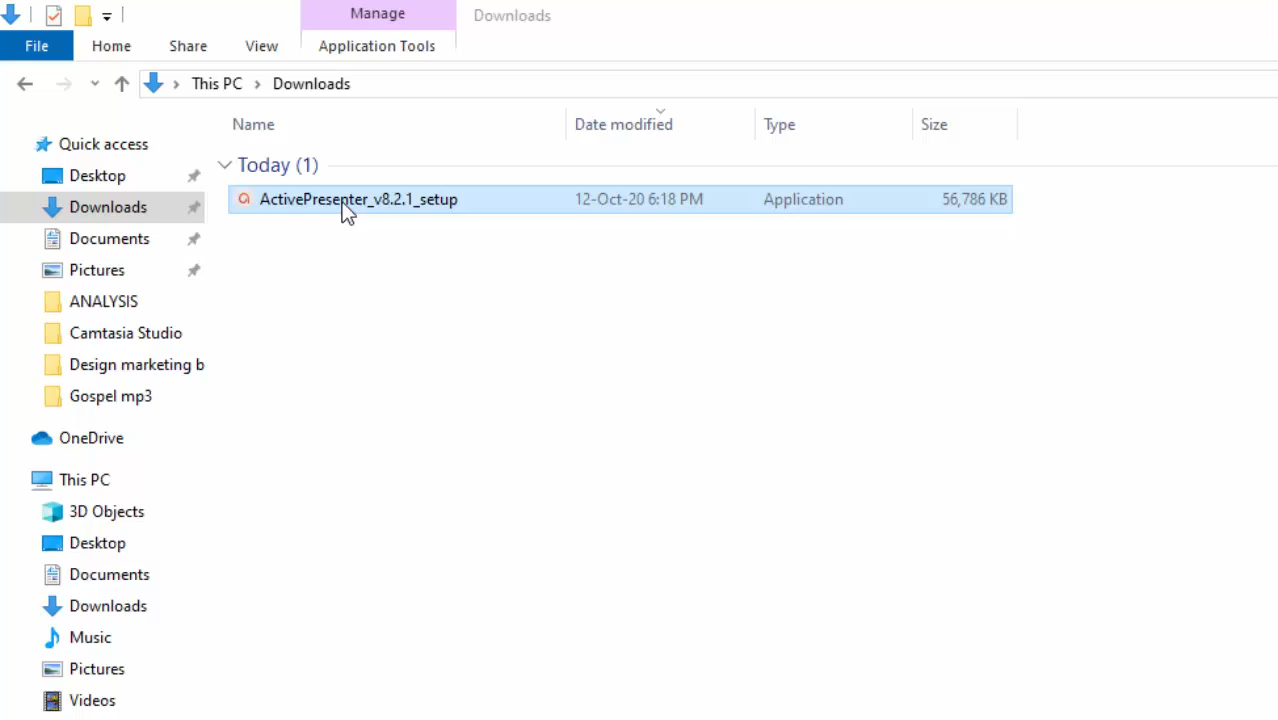 Manage
Downloads
File
Home
Share
View
Application Tools
This PC
Downloads
Name
Date modified
Type
Size
Quick access
Desktop
Downloads
Documents
Pictures
ANALYSIS
Camtasia Studio
Design marketing b
Gospel mp3
OneDrive
This PC
3D Objects
Desktop
Documents
Downloads
Music
Pictures
Videos
Today (1)
ActivePresenter_v8.2.1_setup
12-Oct-20 6:18 PM
Application
56,786 KB